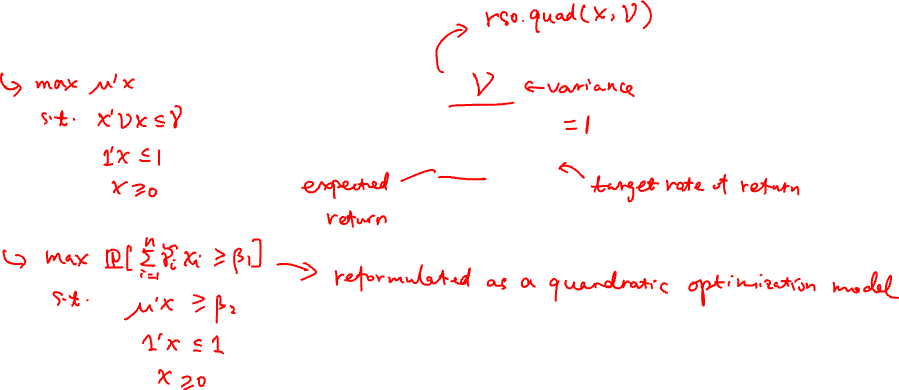 rso.quad(x, V)
↳ max μ'x
V ← variance
s.t. x'Vx ≤ γ
= 1
1'x ≤ 1
x ≥ 0
expected return
target rate of return
↳ max ℙ[∑_{i=1}^{n} r̃_i x_i ≥ β_1] → reformulated as a quandratic optimization model
s.t. μ'x ≥ β_2
1'x ≤ 1
x ≥ 0